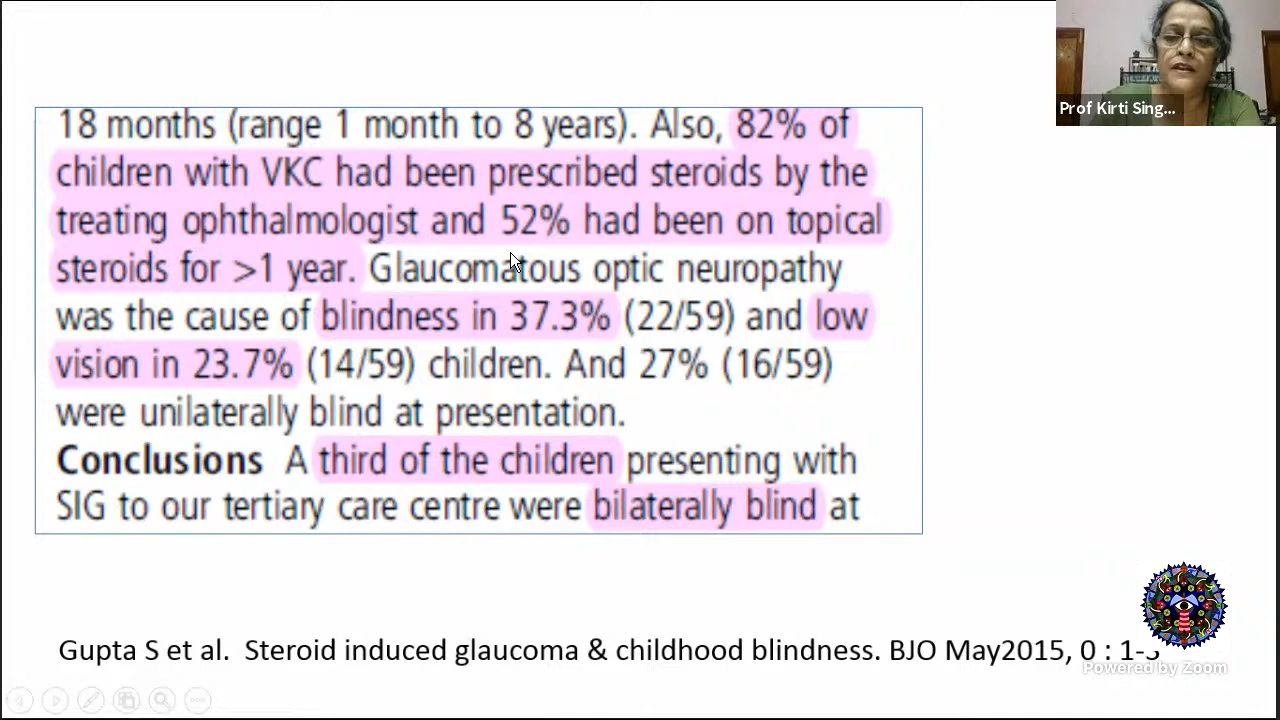 Prof Kirti Sing...
18 months (range 1 month to 8 years). Also, 82% of
children with VKC had been prescribed steroids by the
treating ophthalmologist and 52% had been on topical
steroids for >1 year. Glaucomatous optic neuropathy
was the cause of blindness in 37.3% (22/59) and low
vision in 23.7% (14/59) children. And 27% (16/59)
were unilaterally blind at presentation.
Conclusions A third of the children presenting with
SIG to our tertiary care centre were bilaterally blind at
Gupta S et al. Steroid induced glaucoma & childhood blindness. BJO May2015, 0 : 1-
Powered by Zoom